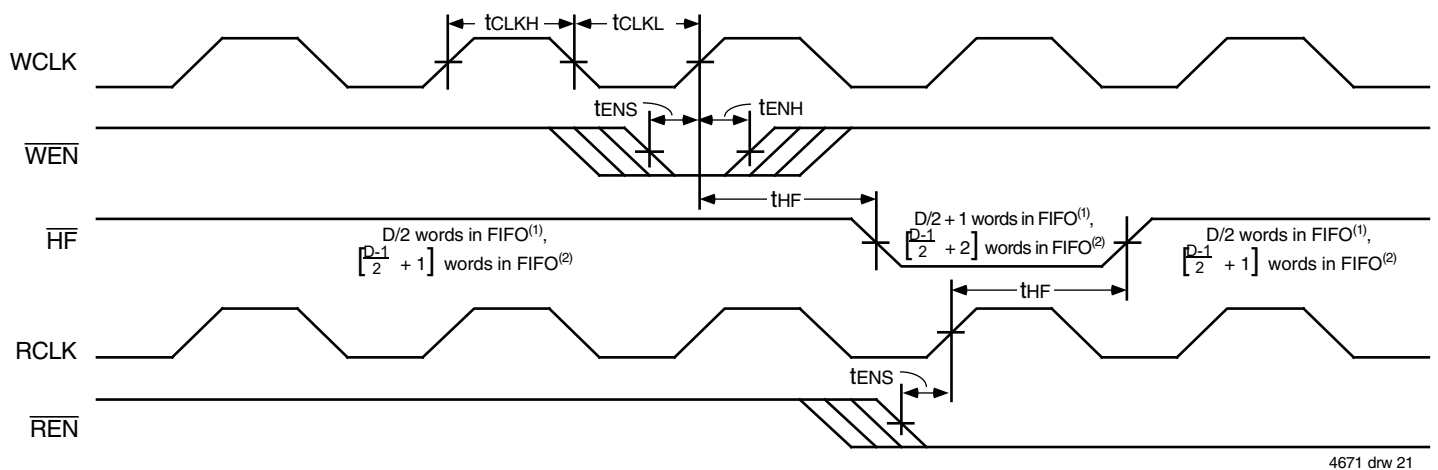 tCLKH
tCLKL
WCLK
tENS
tENH
WEN
tHF
HF
D/2 words in FIFO(1),
[D-1/2 + 1] words in FIFO(2)
D/2 + 1 words in FIFO(1),
[D-1/2 + 2] words in FIFO(2)
D/2 words in FIFO(1),
[D-1/2 + 1] words in FIFO(2)
tHF
RCLK
tENS
REN
4671 drw 21